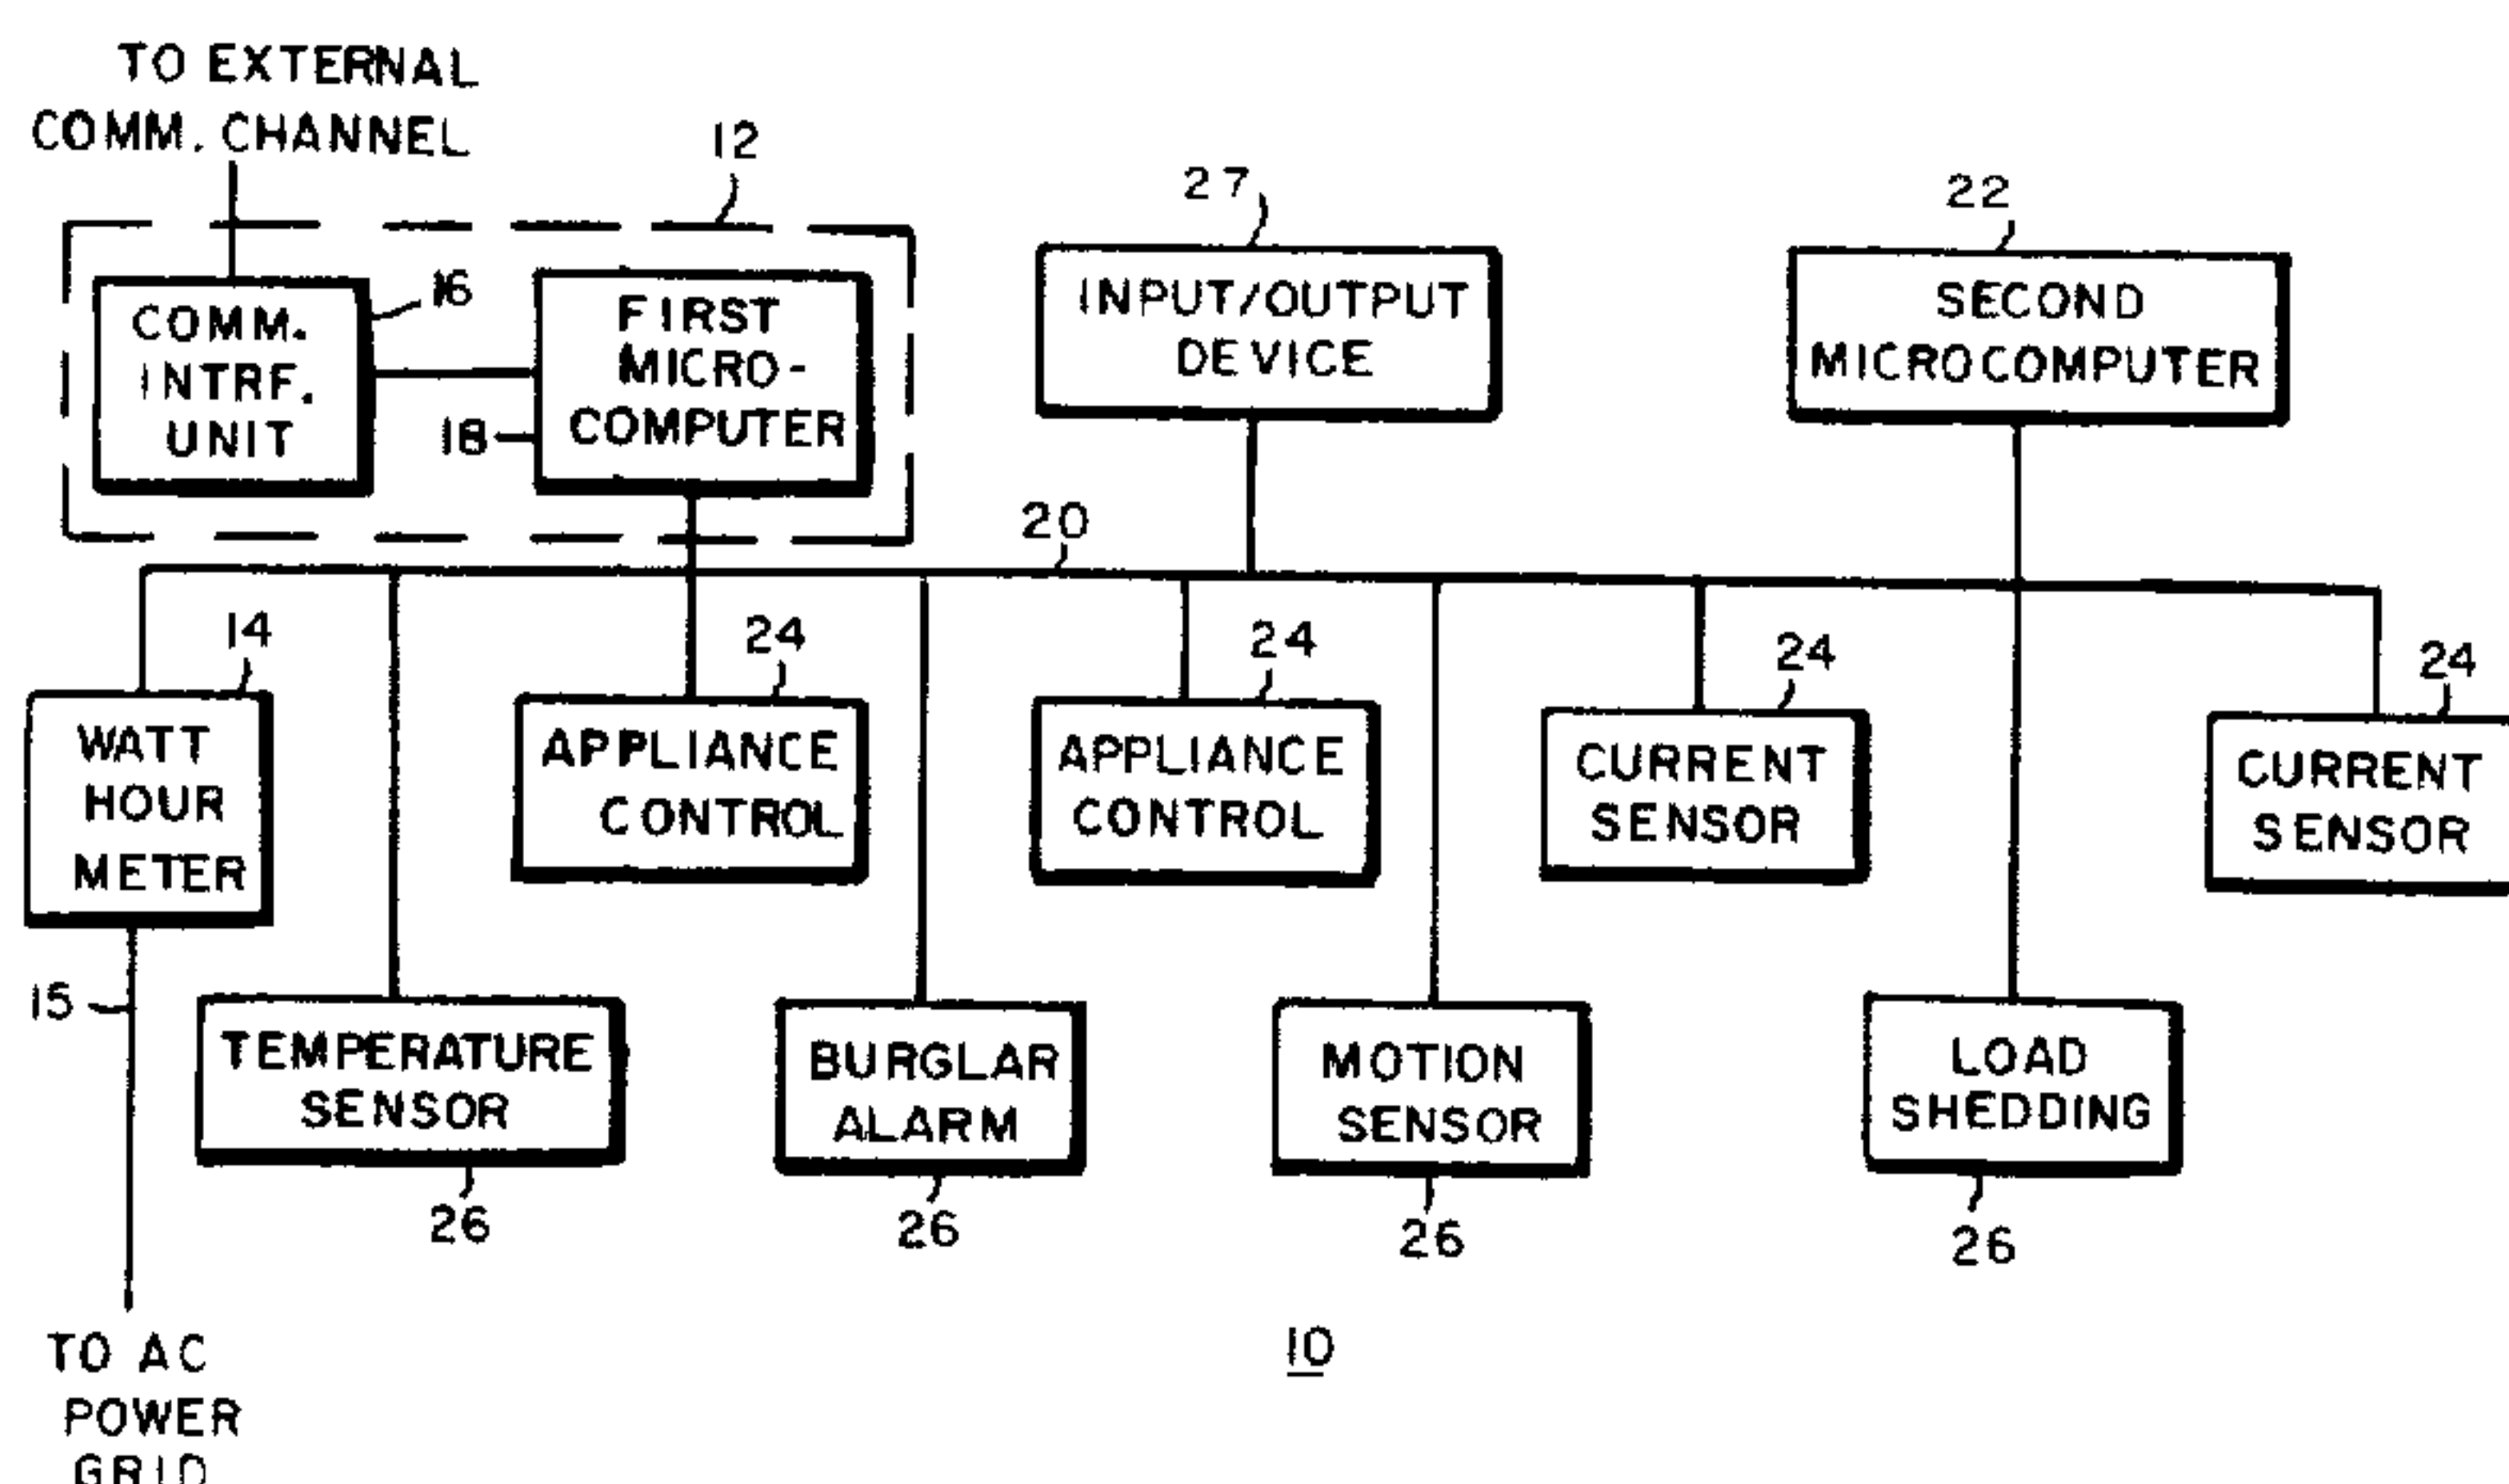 TO EXTERNAL
COMM. CHANNEL
12
27
22
16
COMM.
INTRF.
UNIT
FIRST
MICRO-
COMPUTER
18
INPUT/OUTPUT
DEVICE
SECOND
MICROCOMPUTER
20
14
24
24
24
24
WATT
HOUR
METER
APPLIANCE
CONTROL
APPLIANCE
CONTROL
CURRENT
SENSOR
CURRENT
SENSOR
15
TEMPERATURE
SENSOR
BURGLAR
ALARM
MOTION
SENSOR
LOAD
SHEDDING
26
26
26
26
10
TO AC
POWER
GRID